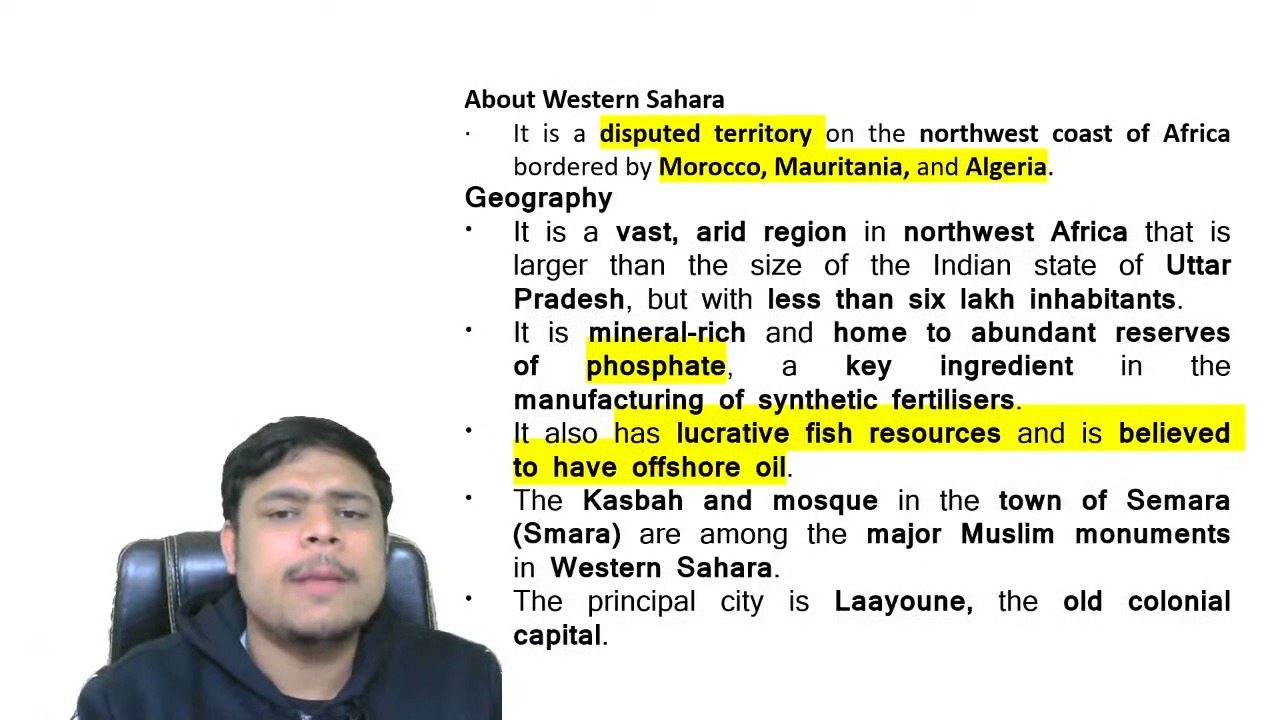 About Western Sahara
· It is a disputed territory on the northwest coast of Africa
bordered by Morocco, Mauritania, and Algeria.
Geography
• It is a vast, arid region in northwest Africa that is
larger than the size of the Indian state of Uttar
Pradesh, but with less than six lakh inhabitants.
• It is mineral-rich and home to abundant reserves
of phosphate, a key ingredient in the
manufacturing of synthetic fertilisers.
• It also has lucrative fish resources and is believed
to have offshore oil.
• The Kasbah and mosque in the town of Semara
(Smara) are among the major Muslim monuments
in Western Sahara.
• The principal city is Laayoune, the old colonial
capital.